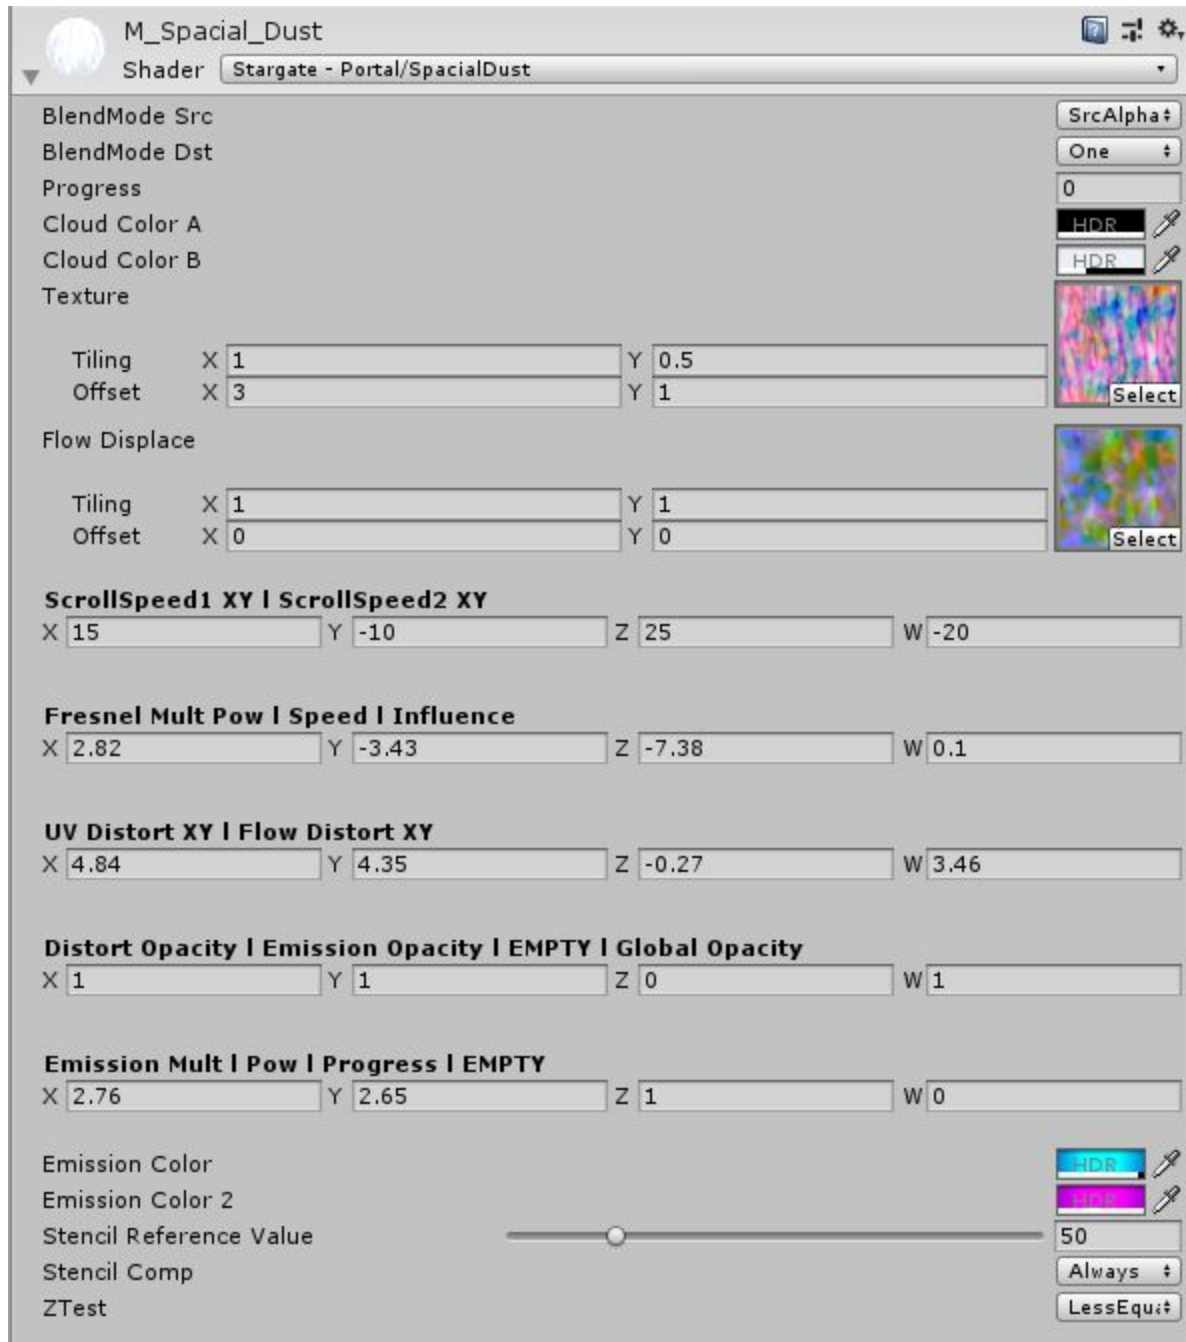 M_Spacial_Dust
Shader Stargate - Portal/SpacialDust
BlendMode Src SrcAlpha
BlendMode Dst One
Progress 0
Cloud Color A HDR
Cloud Color B HDR
Texture
Tiling X 1 Y 0.5
Offset X 3 Y 1
Select
Flow Displace
Tiling X 1 Y 1
Offset X 0 Y 0
Select
ScrollSpeed1 XY l ScrollSpeed2 XY
X 15 Y -10 Z 25 W -20
Fresnel Mult Pow l Speed l Influence
X 2.82 Y -3.43 Z -7.38 W 0.1
UV Distort XY l Flow Distort XY
X 4.84 Y 4.35 Z -0.27 W 3.46
Distort Opacity l Emission Opacity l EMPTY l Global Opacity
X 1 Y 1 Z 0 W 1
Emission Mult l Pow l Progress l EMPTY
X 2.76 Y 2.65 Z 1 W 0
Emission Color HDR
Emission Color 2 HDR
Stencil Reference Value 50
Stencil Comp Always
ZTest LessEqu